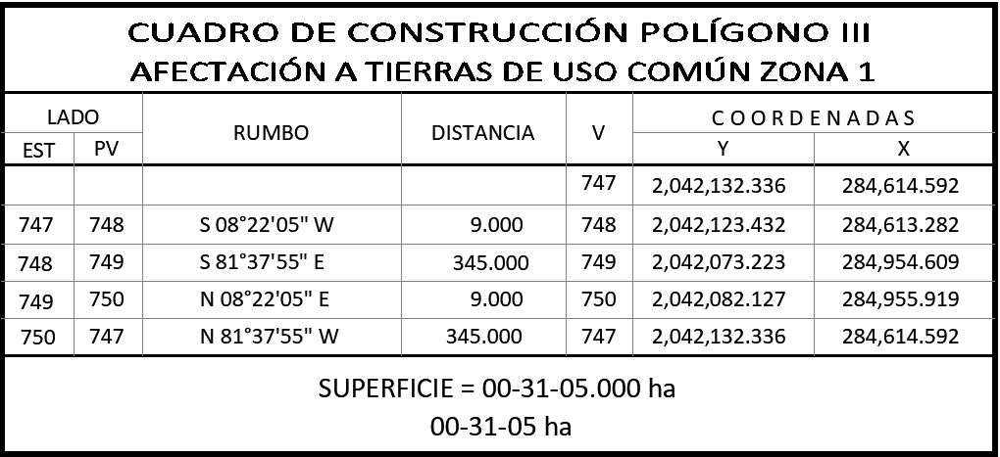 CUADRO DE CONSTRUCCIÓN POLÍGONO III
AFECTACIÓN A TIERRAS DE USO COMÚN ZONA 1
LADO RUMBO DISTANCIA V C O O R D E N A D A S
EST PV Y X
747 2,042,132.336 284,614.592
747 748 S 08°22'05" W 9.000 748 2,042,123.432 284,613.282
748 749 S 81°37'55" E 345.000 749 2,042,073.223 284,954.609
749 750 N 08°22'05" E 9.000 750 2,042,082.127 284,955.919
750 747 N 81°37'55" W 345.000 747 2,042,132.336 284,614.592
SUPERFICIE = 00-31-05.000 ha
00-31-05 ha